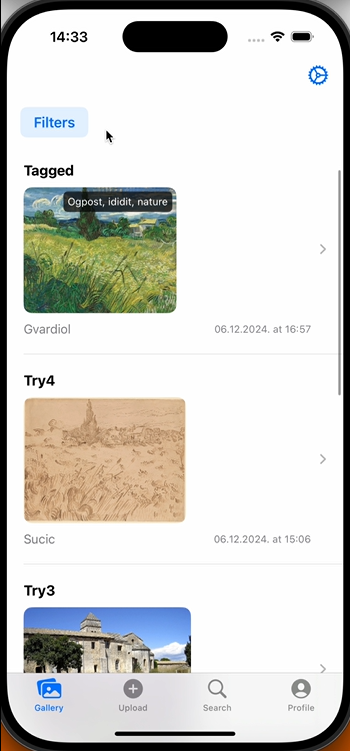 14:33
Filters
Tagged
Ogpost, ididit, nature
Gvardiol
06.12.2024. at 16:57
Try4
Sucic
06.12.2024. at 15:06
Try3
Gallery
Upload
Search
Profile